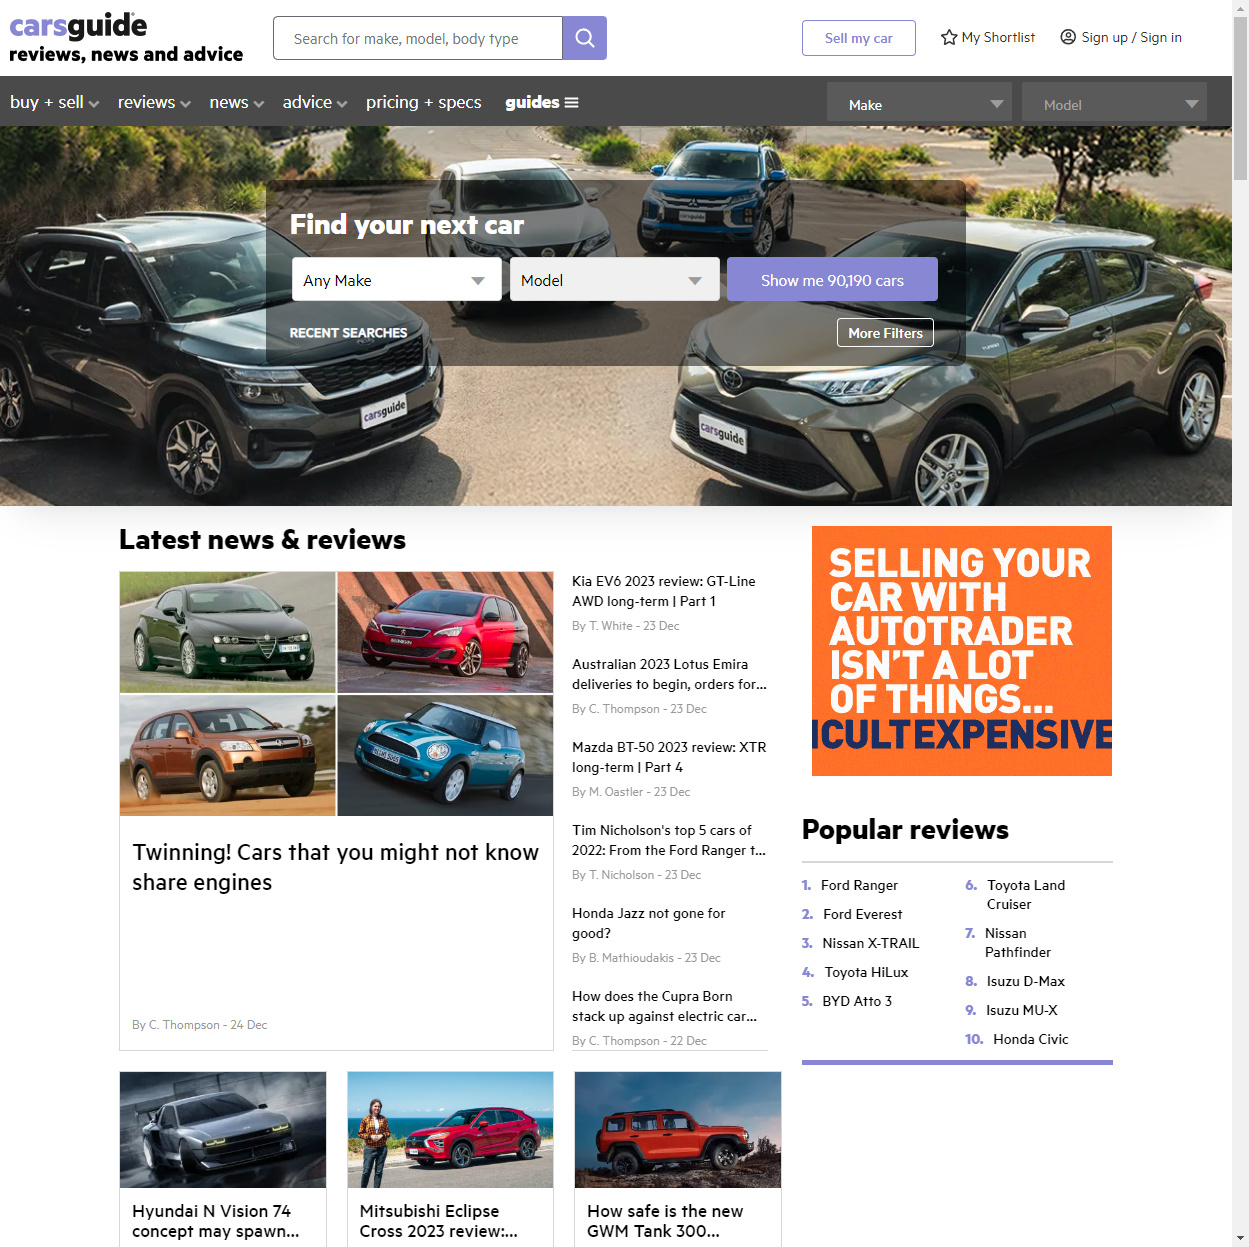 carsguide
reviews, news and advice
Search for make, model, body type
Sell my car
My Shortlist
Sign up / Sign in
buy + sell
reviews
news
advice
pricing + specs
guides
Make
Model
Find your next car
Any Make
Model
Show me 90,190 cars
RECENT SEARCHES
More Filters
carsguide
carsguide
carsguide
Latest news & reviews
Twinning! Cars that you might not know
share engines
By C. Thompson - 24 Dec
Kia EV6 2023 review: GT-Line
AWD long-term | Part 1
By T. White - 23 Dec
Australian 2023 Lotus Emira
deliveries to begin, orders for...
By C. Thompson - 23 Dec
Mazda BT-50 2023 review: XTR
long-term | Part 4
By M. Oastler - 23 Dec
Tim Nicholson's top 5 cars of
2022: From the Ford Ranger t...
By T. Nicholson - 23 Dec
Honda Jazz not gone for
good?
By B. Mathioudakis - 23 Dec
How does the Cupra Born
stack up against electric car...
By C. Thompson - 22 Dec
SELLING YOUR
CAR WITH
AUTOTRADER
ISN'T A LOT
OF THINGS...
ICULTEXPENSIVE
Popular reviews
1. Ford Ranger
2. Ford Everest
3. Nissan X-TRAIL
4. Toyota HiLux
5. BYD Atto 3
6. Toyota Land
Cruiser
7. Nissan
Pathfinder
8. Isuzu D-Max
9. Isuzu MU-X
10. Honda Civic
Hyundai N Vision 74
concept may spawn...
Mitsubishi Eclipse
Cross 2023 review:...
How safe is the new
GWM Tank 300...